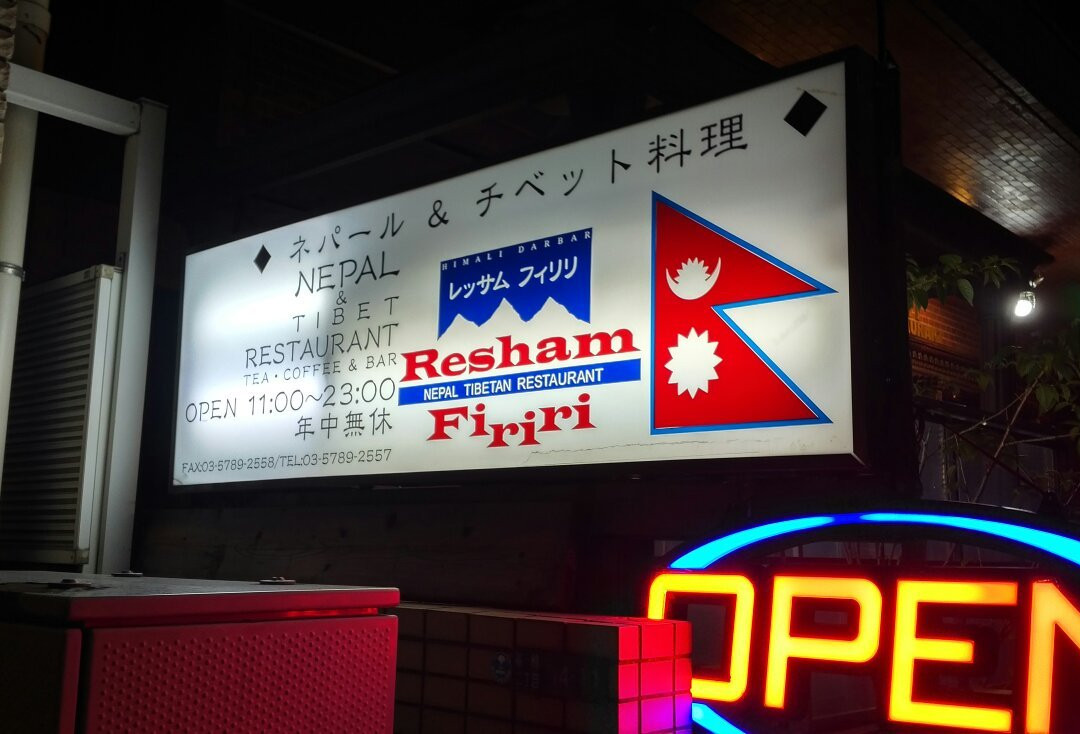 ネパール & チベット料理
NEPAL
&
TIBET
RESTAURANT
TEA・COFFEE & BAR
OPEN 11:00~23:00
年中無休
FAX:03-5789-2558/TEL:03-5789-2557
HIMALI DARBAR
レッサム フィリリ
Resham
NEPAL TIBETAN RESTAURANT
Firiri
OPEN